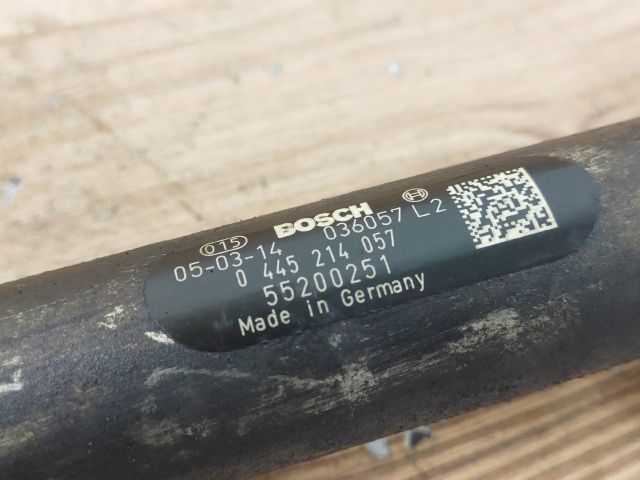 015 BOSCH
05-03-14 036057 L2
0 445 214 057
55200251
Made in Germany